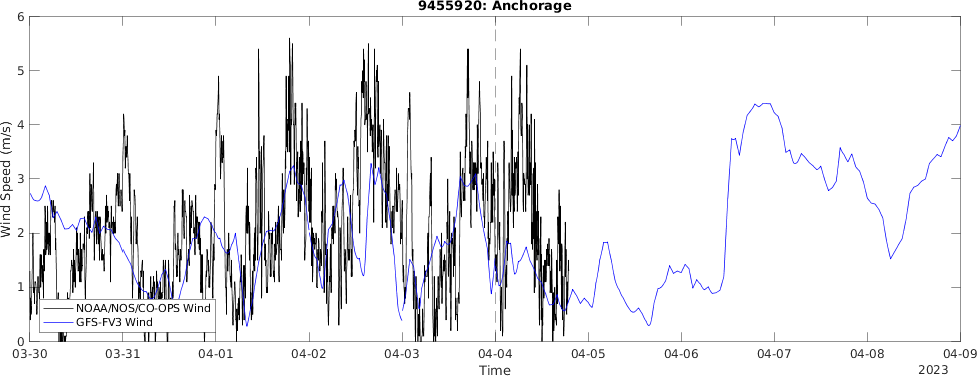 9455920: Anchorage
6
5
4
3
2
1
0
Wind Speed (m/s)
NOAA/NOS/CO-OPS Wind
GFS-FV3 Wind
03-30 03-31 04-01 04-02 04-03 04-04 04-05 04-06 04-07 04-08 04-09
Time
2023